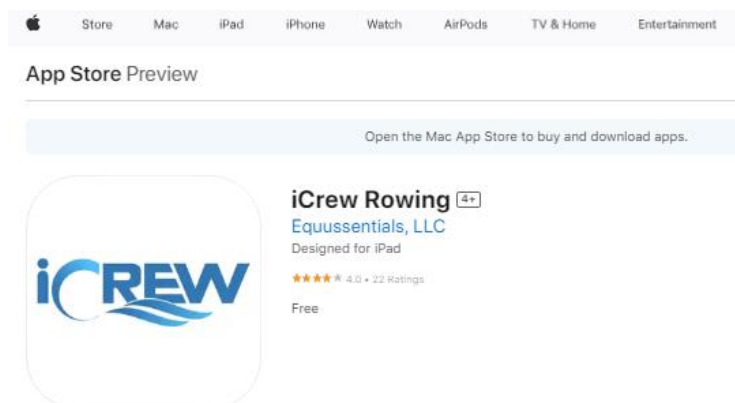 Store Mac iPad iPhone Watch AirPods TV & Home Entertainment
App Store Preview
Open the Mac App Store to buy and download apps.
iCREW
iCrew Rowing 4+
Equussentials, LLC
Designed for iPad
4.0 • 22 Ratings
Free